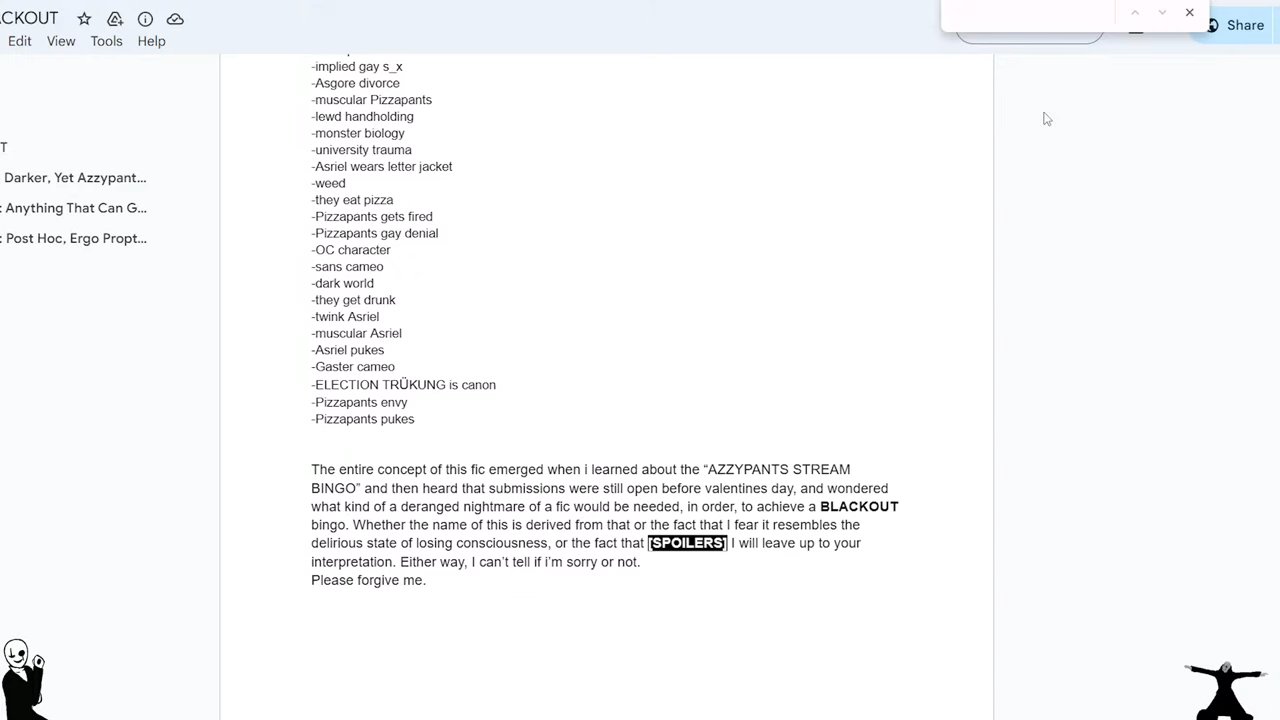 CKOUT
Share
Edit View Tools Help
-implied gay s_x
-Asgore divorce
-muscular Pizzapants
-lewd handholding
-monster biology
T
-university trauma
-Asriel wears letter jacket
Darker, Yet Azzypant...
-weed
-they eat pizza
: Anything That Can G...
-Pizzapants gets fired
-Pizzapants gay denial
: Post Hoc, Ergo Propt...
-OC character
-sans cameo
-dark world
-they get drunk
-twink Asriel
-muscular Asriel
-Asriel pukes
-Gaster cameo
-ELECTION TRÜKUNG is canon
-Pizzapants envy
-Pizzapants pukes
The entire concept of this fic emerged when i learned about the “AZZYPANTS STREAM
BINGO” and then heard that submissions were still open before valentines day, and wondered
what kind of a deranged nightmare of a fic would be needed, in order, to achieve a BLACKOUT
bingo. Whether the name of this is derived from that or the fact that I fear it resembles the
delirious state of losing consciousness, or the fact that [SPOILERS] I will leave up to your
interpretation. Either way, I can’t tell if i’m sorry or not.
Please forgive me.